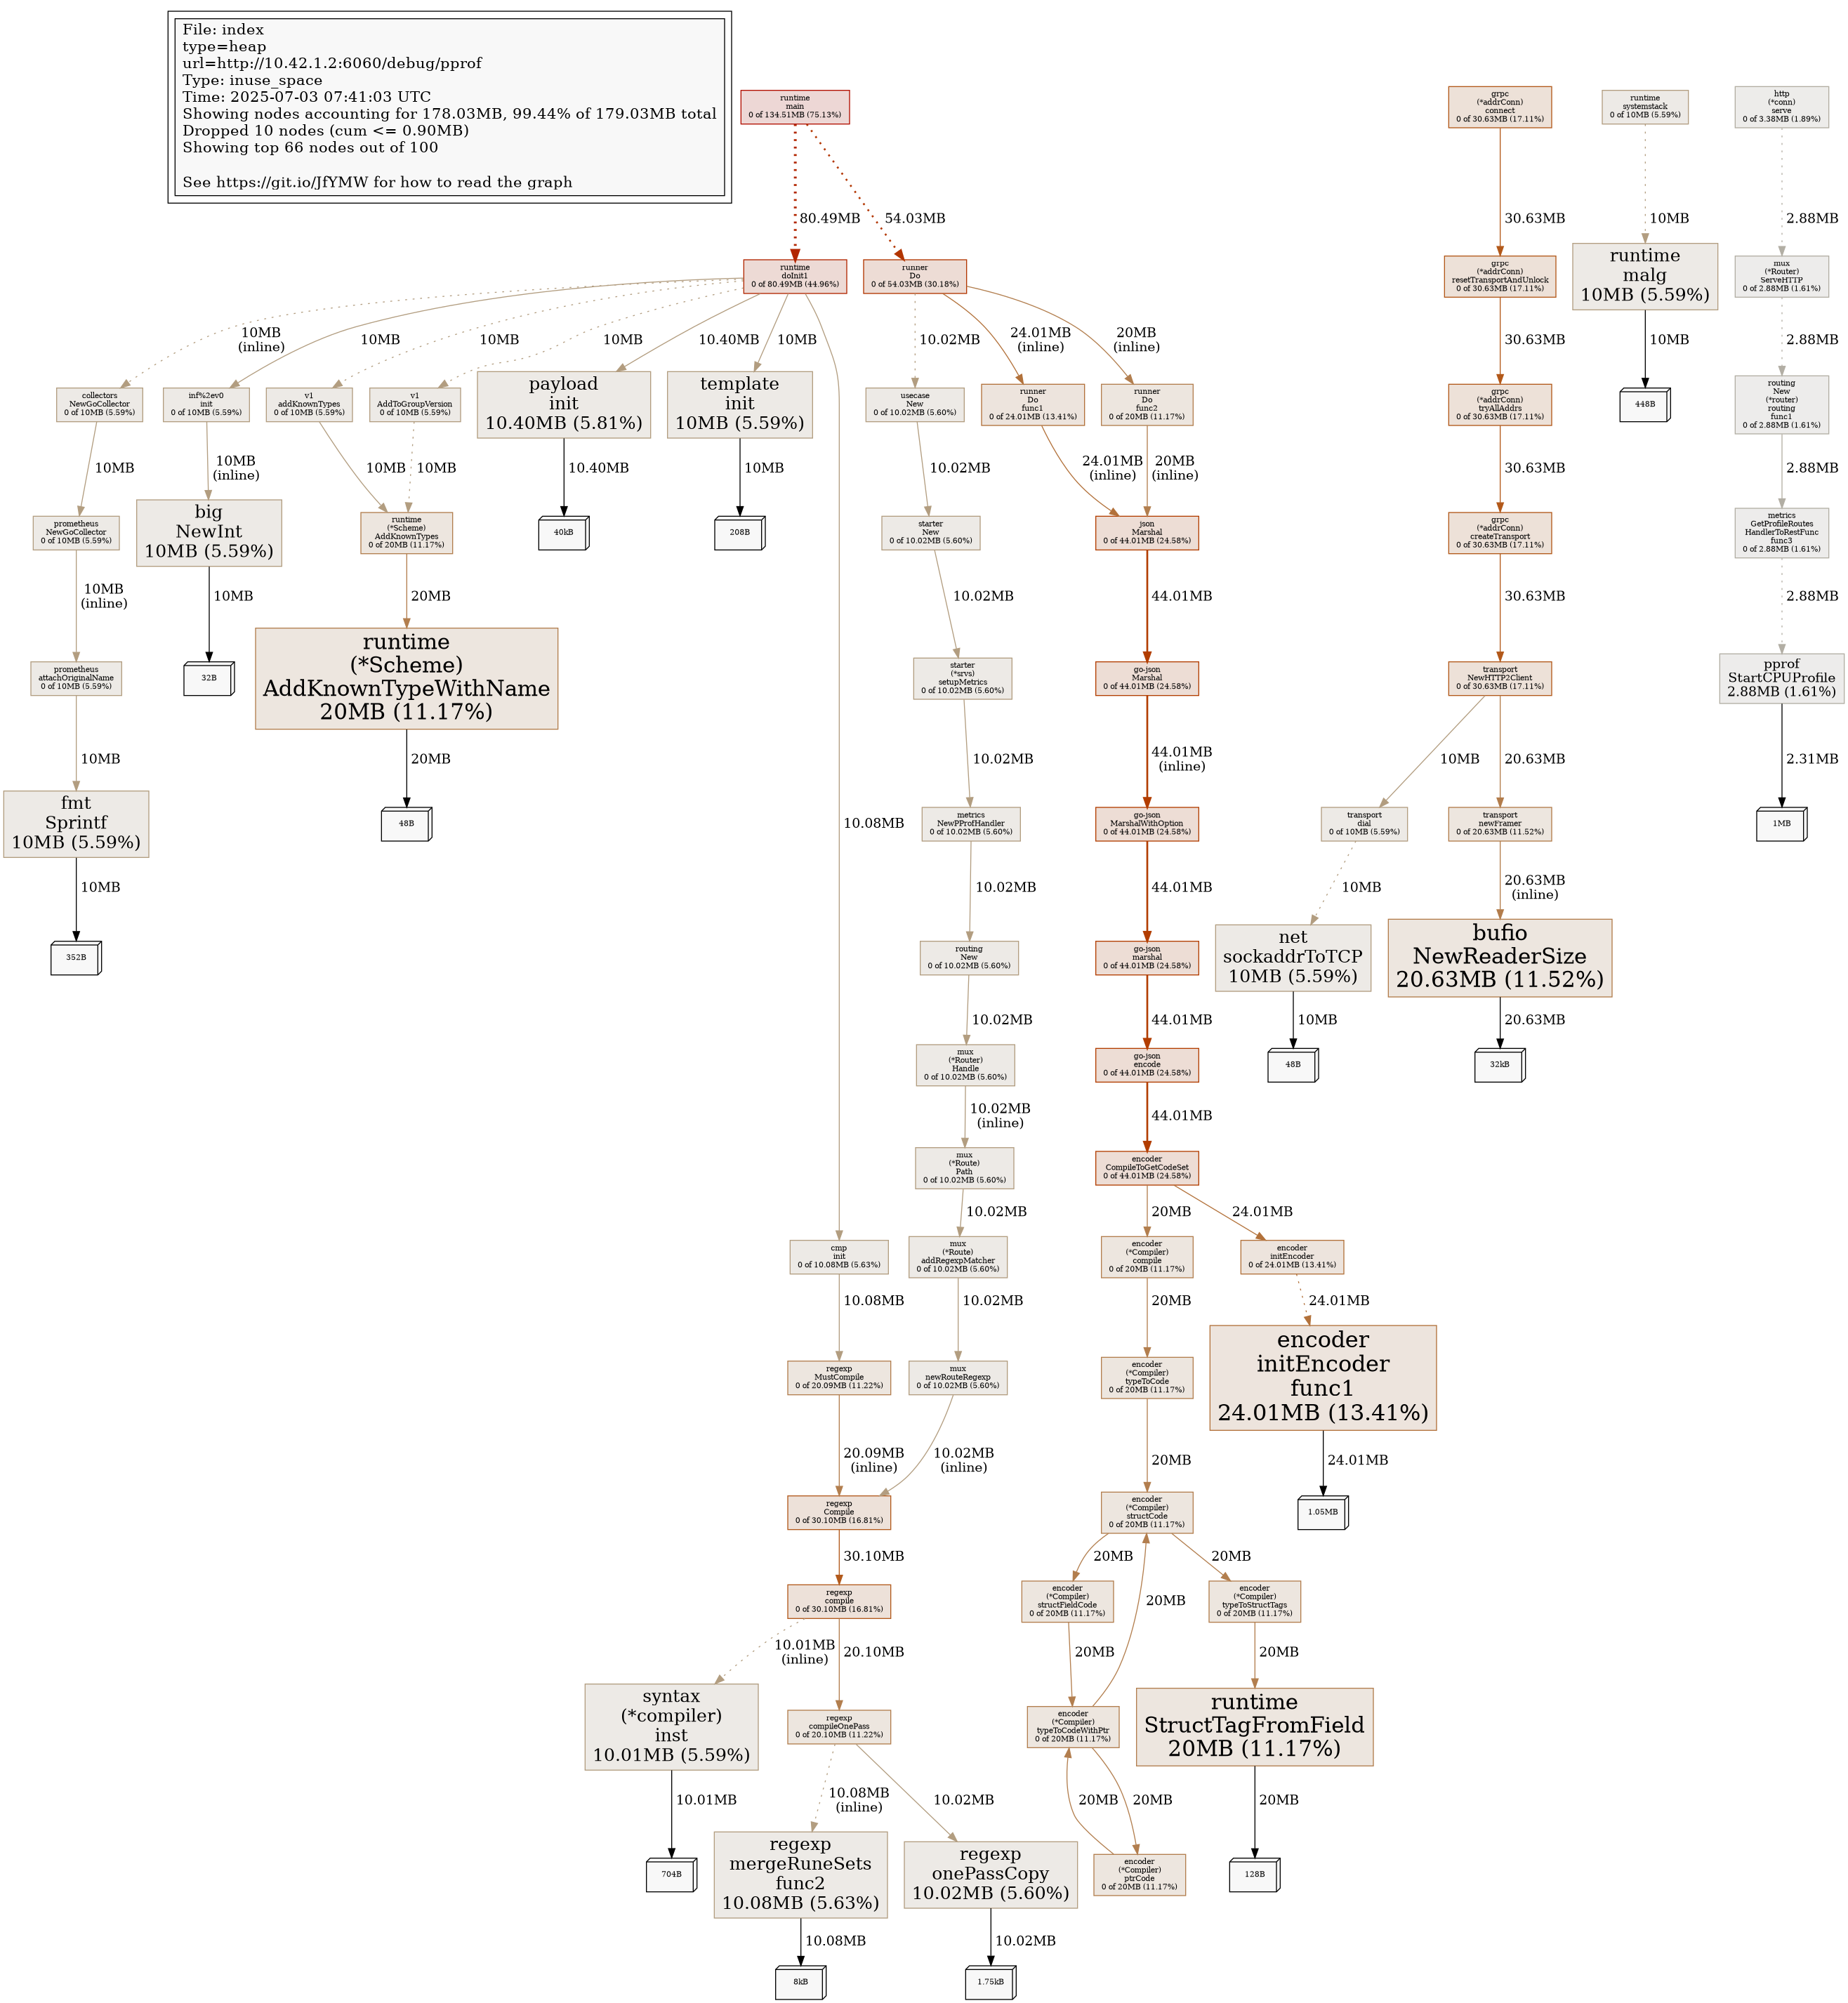 File: index
type=heap
url=http://10.42.1.2:6060/debug/pprof
Type: inuse_space
Time: 2025-07-03 07:41:03 UTC
Showing nodes accounting for 178.03MB, 99.44% of 179.03MB total
Dropped 10 nodes (cum <= 0.90MB)
Showing top 66 nodes out of 100
See https://git.io/JfYMW for how to read the graph
runtime
main
0 of 134.51MB (75.13%)
grpc
(*addrConn)
connect
0 of 30.63MB (17.11%)
runtime
systemstack
0 of 10MB (5.59%)
http
(*conn)
serve
0 of 3.38MB (1.89%)
80.49MB
54.03MB
30.63MB
10MB
2.88MB
runtime
doInit1
0 of 80.49MB (44.96%)
runner
Do
0 of 54.03MB (30.18%)
grpc
(*addrConn)
resetTransportAndUnlock
0 of 30.63MB (17.11%)
runtime
malg
10MB (5.59%)
mux
(*Router)
ServeHTTP
0 of 2.88MB (1.61%)
10MB
(inline)
10MB
10MB
10MB
10.40MB
10MB
10.02MB
24.01MB
(inline)
20MB
(inline)
30.63MB
10MB
2.88MB
collectors
NewGoCollector
0 of 10MB (5.59%)
inf%2ev0
init
0 of 10MB (5.59%)
v1
addKnownTypes
0 of 10MB (5.59%)
v1
AddToGroupVersion
0 of 10MB (5.59%)
payload
init
10.40MB (5.81%)
template
init
10MB (5.59%)
usecase
New
0 of 10.02MB (5.60%)
runner
Do
func1
0 of 24.01MB (13.41%)
runner
Do
func2
0 of 20MB (11.17%)
grpc
(*addrConn)
tryAllAddrs
0 of 30.63MB (17.11%)
448B
routing
New
(*router)
routing
func1
0 of 2.88MB (1.61%)
10MB
10MB
(inline)
10MB
10MB
10.40MB
10MB
10.02MB
24.01MB
(inline)
20MB
(inline)
30.63MB
2.88MB
prometheus
NewGoCollector
0 of 10MB (5.59%)
big
NewInt
10MB (5.59%)
runtime
(*Scheme)
AddKnownTypes
0 of 20MB (11.17%)
40kB
208B
starter
New
0 of 10.02MB (5.60%)
json
Marshal
0 of 44.01MB (24.58%)
grpc
(*addrConn)
createTransport
0 of 30.63MB (17.11%)
metrics
GetProfileRoutes
HandlerToRestFunc
func3
0 of 2.88MB (1.61%)
10MB
(inline)
10MB
20MB
10.02MB
44.01MB
30.63MB
2.88MB
prometheus
attachOriginalName
0 of 10MB (5.59%)
32B
runtime
(*Scheme)
AddKnownTypeWithName
20MB (11.17%)
starter
(*srvs)
setupMetrics
0 of 10.02MB (5.60%)
go-json
Marshal
0 of 44.01MB (24.58%)
transport
NewHTTP2Client
0 of 30.63MB (17.11%)
pprof
StartCPUProfile
2.88MB (1.61%)
10MB
20MB
10.02MB
44.01MB
(inline)
10MB
20.63MB
2.31MB
fmt
Sprintf
10MB (5.59%)
48B
10.08MB
metrics
NewPProfHandler
0 of 10.02MB (5.60%)
go-json
MarshalWithOption
0 of 44.01MB (24.58%)
transport
dial
0 of 10MB (5.59%)
transport
newFramer
0 of 20.63MB (11.52%)
1MB
10MB
10.02MB
44.01MB
10MB
20.63MB
(inline)
352B
routing
New
0 of 10.02MB (5.60%)
go-json
marshal
0 of 44.01MB (24.58%)
net
sockaddrToTCP
10MB (5.59%)
bufio
NewReaderSize
20.63MB (11.52%)
10.02MB
44.01MB
10MB
20.63MB
mux
(*Router)
Handle
0 of 10.02MB (5.60%)
go-json
encode
0 of 44.01MB (24.58%)
48B
32kB
10.02MB
(inline)
44.01MB
mux
(*Route)
Path
0 of 10.02MB (5.60%)
encoder
CompileToGetCodeSet
0 of 44.01MB (24.58%)
10.02MB
20MB
24.01MB
cmp
init
0 of 10.08MB (5.63%)
mux
(*Route)
addRegexpMatcher
0 of 10.02MB (5.60%)
encoder
(*Compiler)
compile
0 of 20MB (11.17%)
encoder
initEncoder
0 of 24.01MB (13.41%)
10.08MB
10.02MB
20MB
24.01MB
regexp
MustCompile
0 of 20.09MB (11.22%)
mux
newRouteRegexp
0 of 10.02MB (5.60%)
encoder
(*Compiler)
typeToCode
0 of 20MB (11.17%)
encoder
initEncoder
func1
24.01MB (13.41%)
20.09MB
(inline)
10.02MB
(inline)
20MB
24.01MB
regexp
Compile
0 of 30.10MB (16.81%)
encoder
(*Compiler)
structCode
0 of 20MB (11.17%)
1.05MB
30.10MB
20MB
20MB
regexp
compile
0 of 30.10MB (16.81%)
encoder
(*Compiler)
structFieldCode
0 of 20MB (11.17%)
20MB
encoder
(*Compiler)
typeToStructTags
0 of 20MB (11.17%)
10.01MB
(inline)
20.10MB
20MB
20MB
syntax
(*compiler)
inst
10.01MB (5.59%)
regexp
compileOnePass
0 of 20.10MB (11.22%)
encoder
(*Compiler)
typeToCodeWithPtr
0 of 20MB (11.17%)
runtime
StructTagFromField
20MB (11.17%)
10.01MB
10.08MB
(inline)
10.02MB
20MB
20MB
20MB
704B
regexp
mergeRuneSets
func2
10.08MB (5.63%)
regexp
onePassCopy
10.02MB (5.60%)
encoder
(*Compiler)
ptrCode
0 of 20MB (11.17%)
128B
10.08MB
10.02MB
8kB
1.75kB